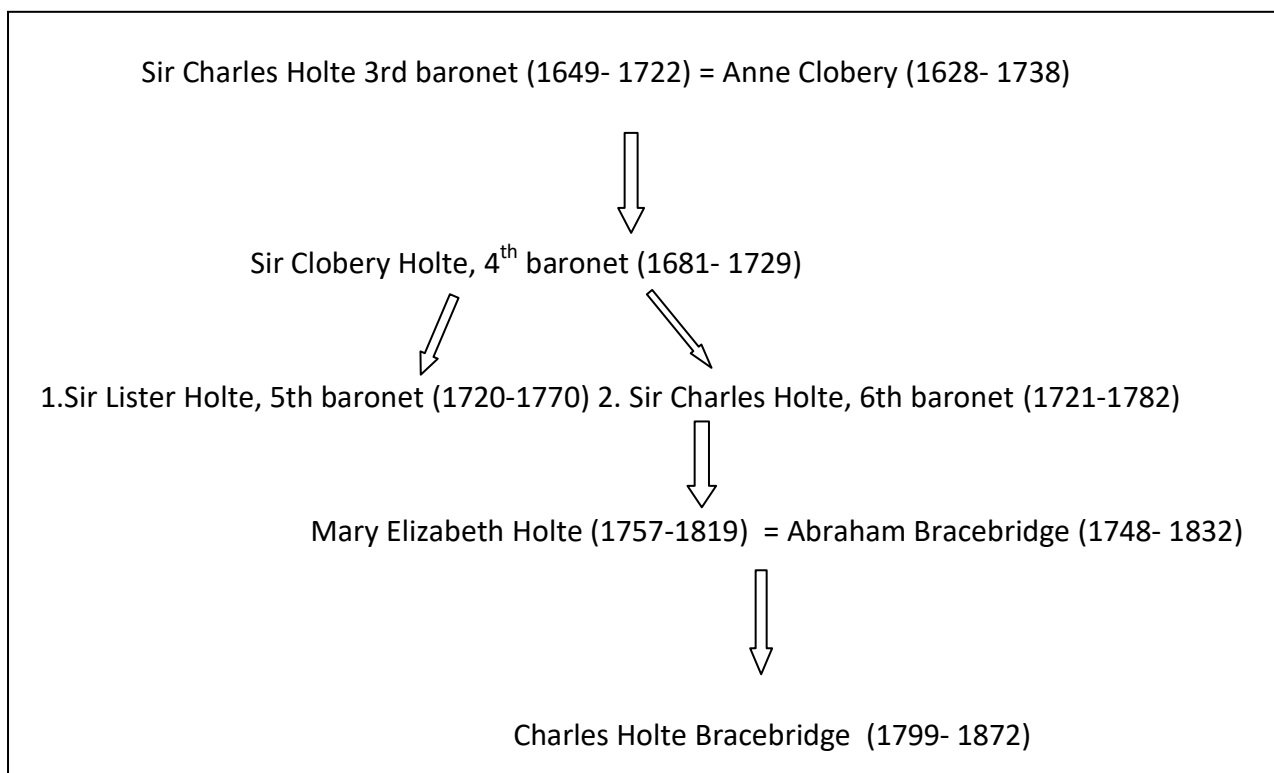 Sir Charles Holte 3rd baronet (1649- 1722) = Anne Clobery (1628- 1738)
Sir Clobery Holte, 4th baronet (1681- 1729)
1.Sir Lister Holte, 5th baronet (1720-1770) 2. Sir Charles Holte, 6th baronet (1721-1782)
Mary Elizabeth Holte (1757-1819)  = Abraham Bracebridge (1748- 1832)
Charles Holte Bracebridge  (1799- 1872)